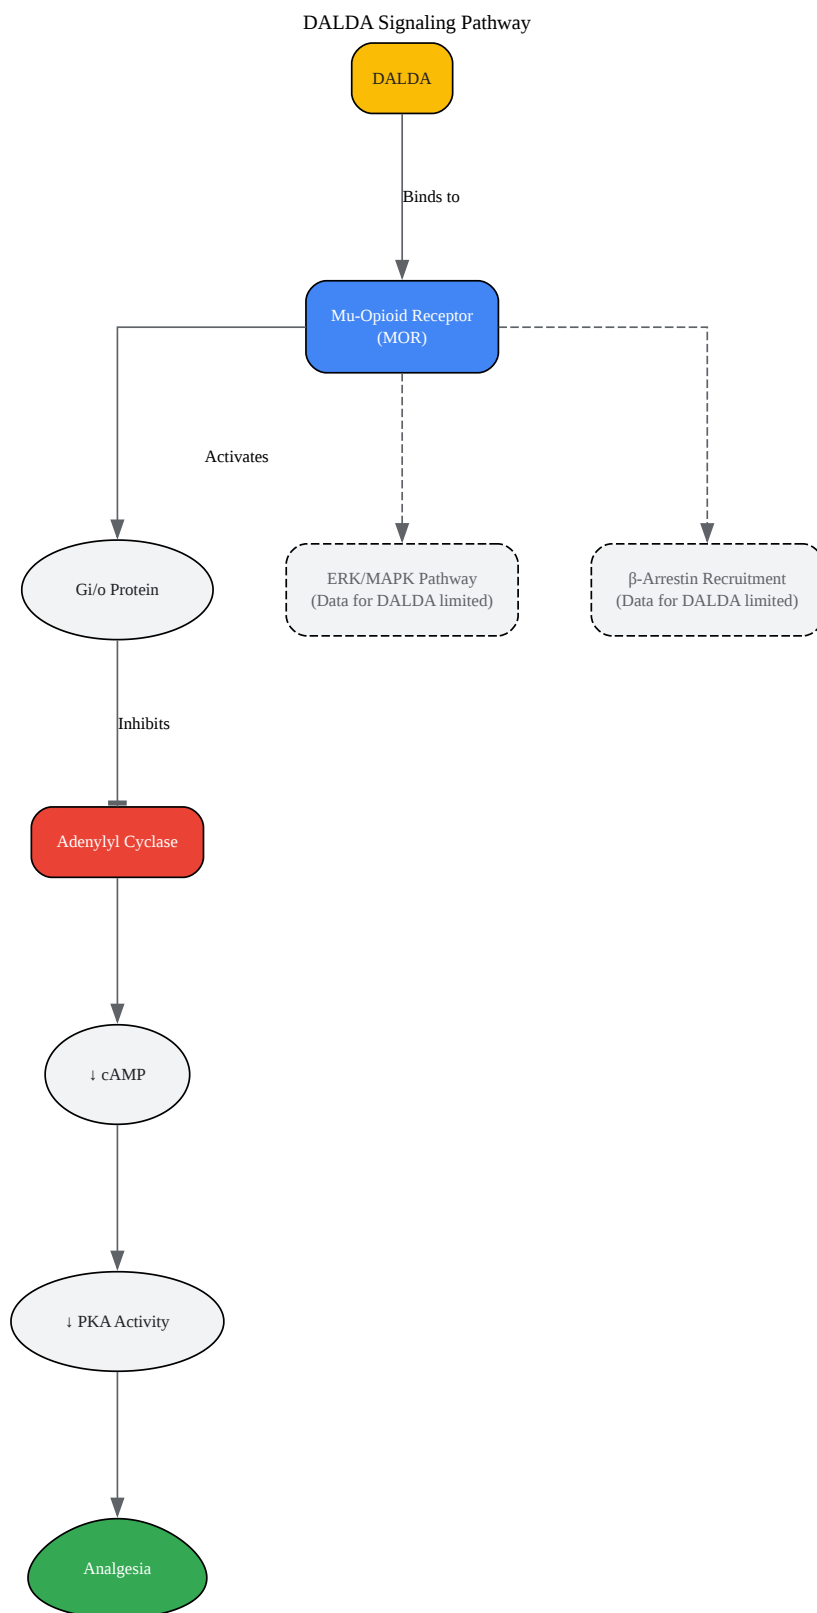 DALDA Signaling Pathway
DALDA
Binds to
Mu-Opioid Receptor
(MOR)
Activates
Gi/o Protein
ERK/MAPK Pathway
(Data for DALDA limited)
β-Arrestin Recruitment
(Data for DALDA limited)
Inhibits
Adenylyl Cyclase
↓ cAMP
↓ PKA Activity
Analgesia